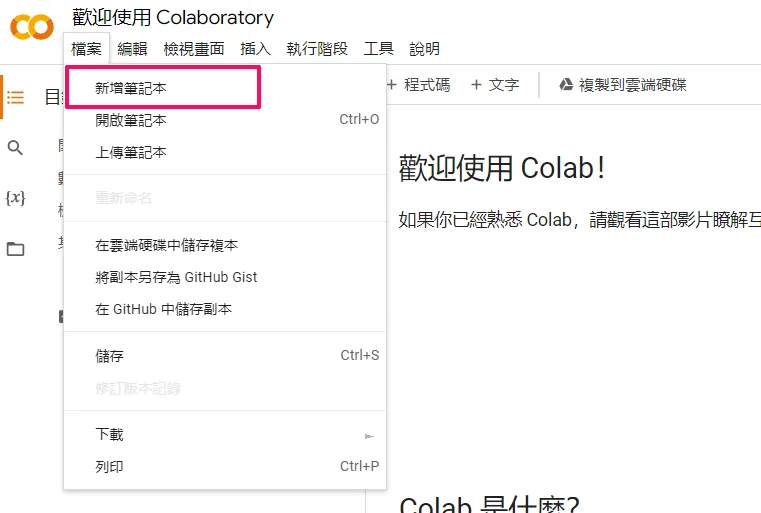 歡迎使用 Colaboratory
檔案 編輯 檢視畫面 插入 執行階段 工具 說明
+ 程式碼 + 文字 複製到雲端硬碟
新增筆記本
開啟筆記本 Ctrl+O
上傳筆記本
重新命名
在雲端硬碟中儲存複本
將副本另存為 GitHub Gist
在 GitHub 中儲存副本
儲存 Ctrl+S
修訂版本記錄
下載 ►
列印 Ctrl+P
{x}
歡迎使用 Colab！
如果你已經熟悉 Colab，請觀看這部影片瞭解互
Colab 是什麼？